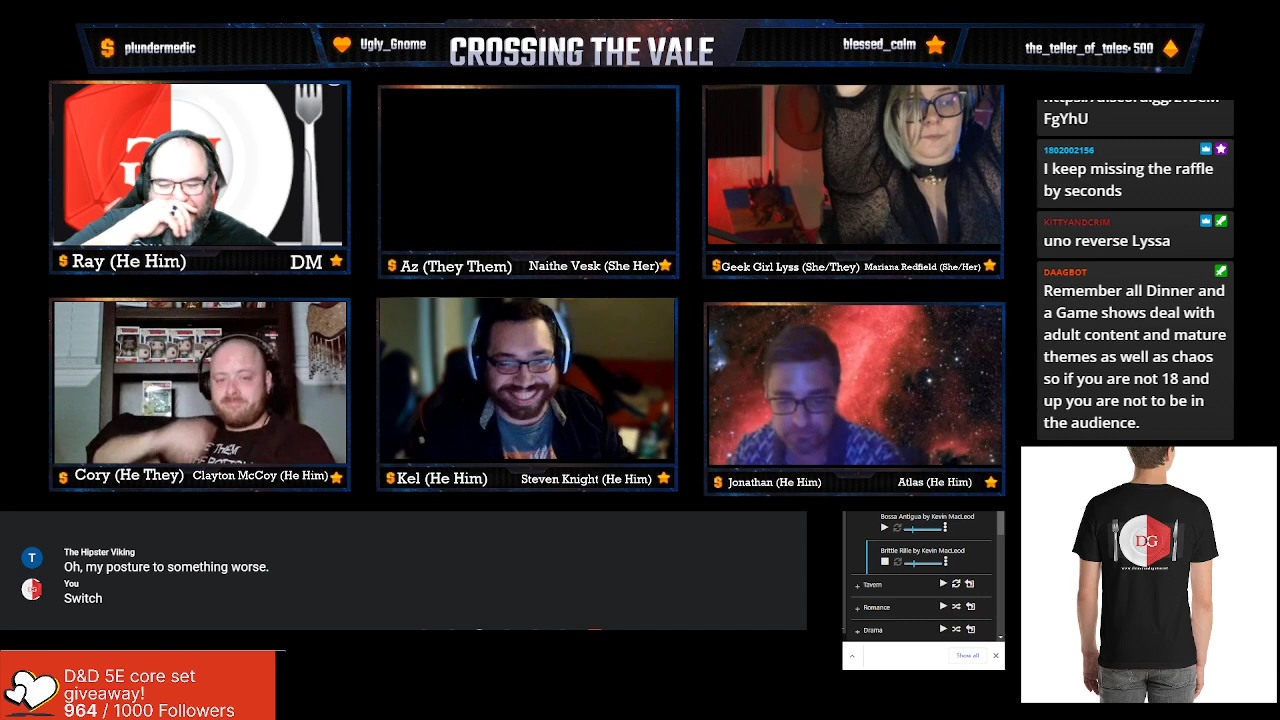 plundermedic
Ugly_Gnome
CROSSING THE VALE
blessed_calm
the_teller_of_tales: 500
DG
Ray (He Him) DM
Az (They Them) Naithe Vesk (She Her)
Geek Girl Lyss (She/They) Mariana Redfield (She/Her)
Cory (He They) Clayton McCoy (He Him)
Kel (He Him) Steven Knight (He Him)
Jonathan (He Him) Atlas (He Him)
FgYhU
1802002156
I keep missing the raffle
by seconds
KITTYANDCRIM
uno reverse Lyssa
DAAGBOT
Remember all Dinner and
a Game shows deal with
adult content and mature
themes as well as chaos
so if you are not 18 and
up you are not to be in
the audience.
T
The Hipster Viking
Oh, my posture to something worse.
You
Switch
Bossa Antigua by Kevin MacLeod
Brittle Rille by Kevin MacLeod
Tavern
Romance
Drama
Show all
DG
D&D 5E core set
giveaway!
964 / 1000 Followers